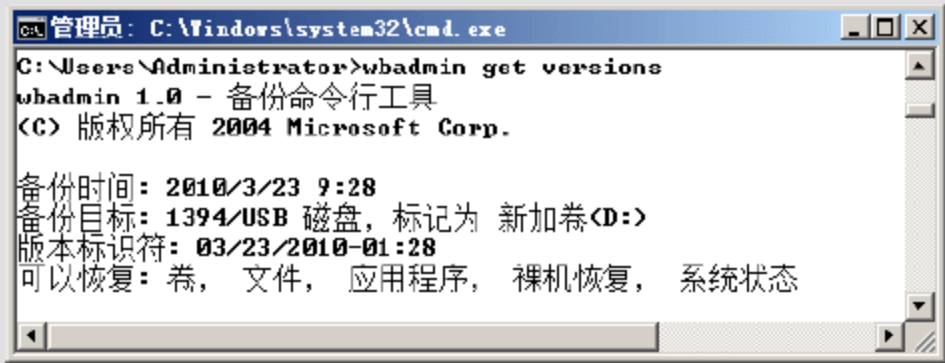 管理员: C:\Windows\system32\cmd.exe
C:\Users\Administrator>wbadmin get versions
wbadmin 1.0 - 备份命令行工具
(C) 版权所有 2004 Microsoft Corp.
备份时间: 2010/3/23 9:28
备份目标: 1394/USB 磁盘, 标记为 新加卷(D:)
版本标识符: 03/23/2010-01:28
可以恢复: 卷, 文件, 应用程序, 裸机恢复, 系统状态